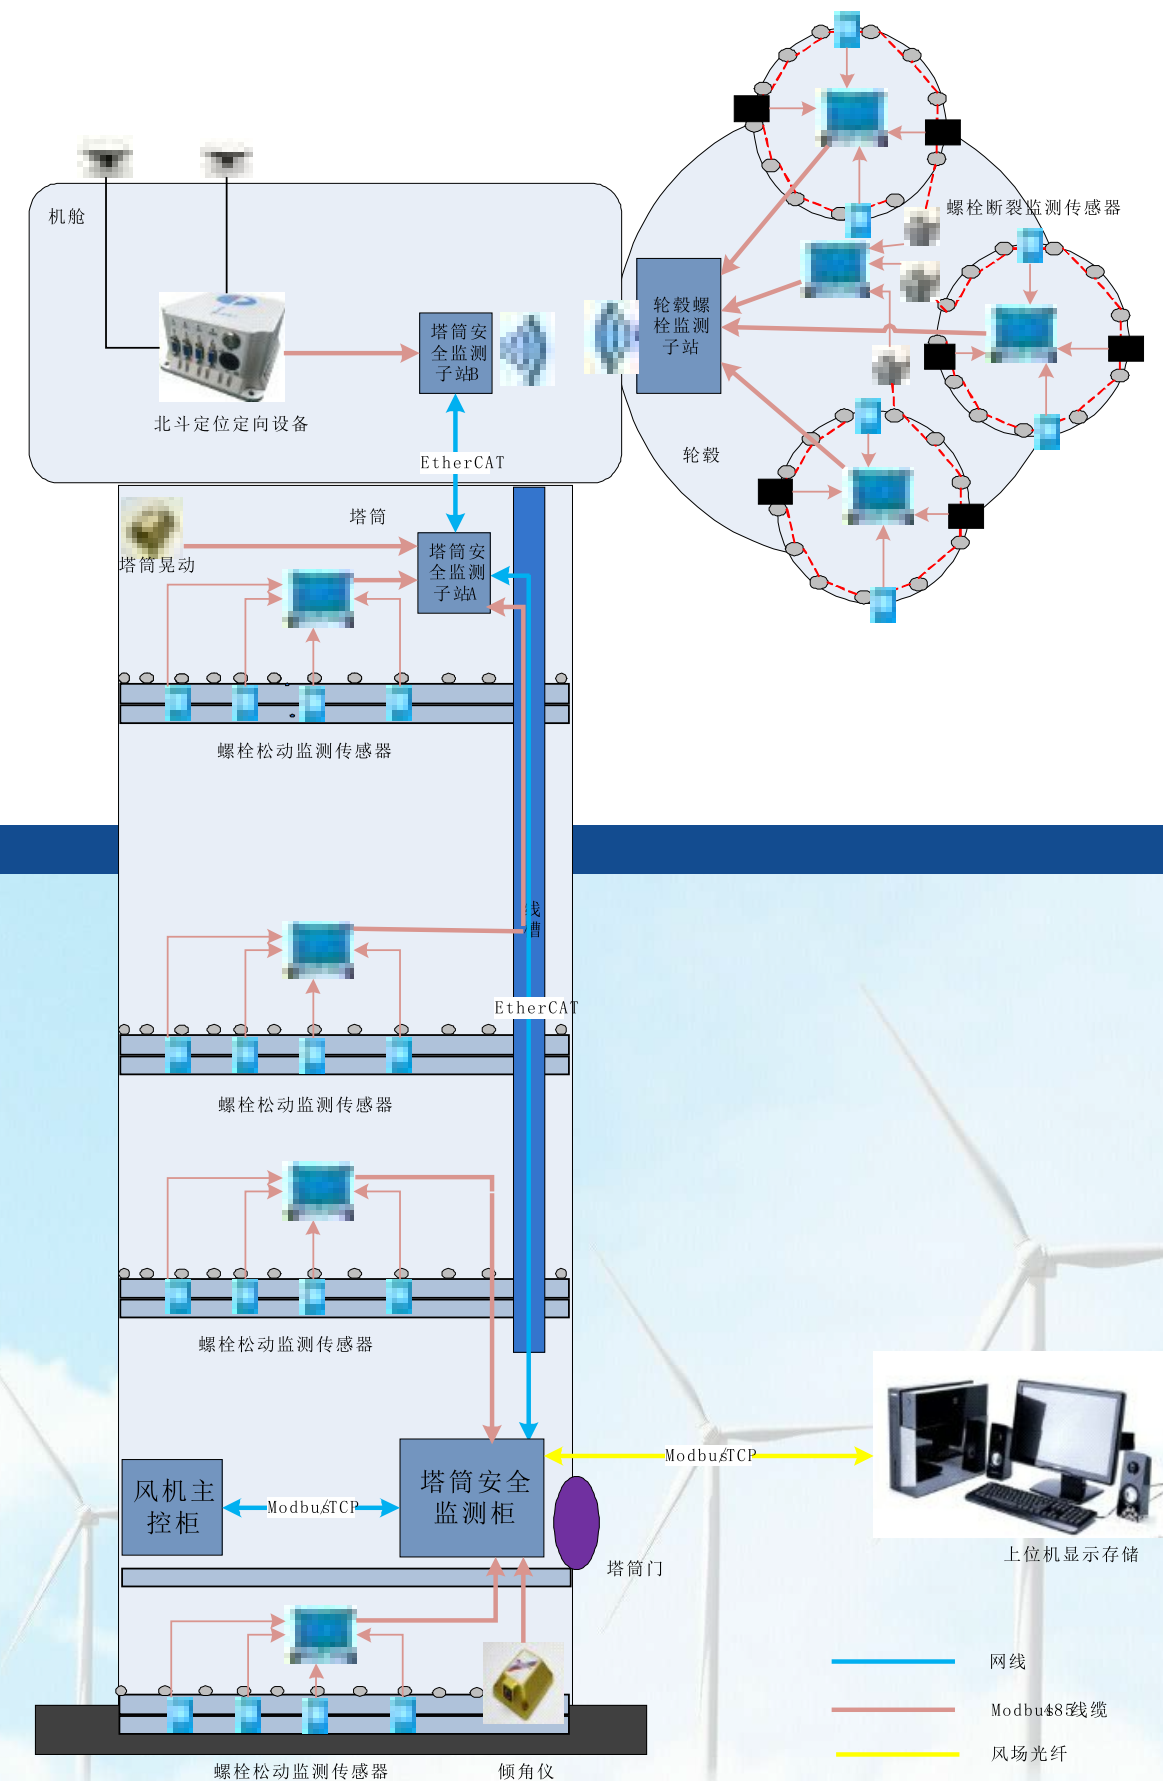 机舱
螺栓断裂监测传感器
轮毂螺
栓监测
子站
塔筒安
全监测
子站B
北斗定位定向设备
EtherCAT
轮毂
塔筒
塔筒安
全监测
子站A
塔筒晃动
螺栓松动监测传感器
线
槽
EtherCAT
螺栓松动监测传感器
螺栓松动监测传感器
Modbus/TCP
风机主
控柜
Modbus/TCP
塔筒安全
监测柜
上位机显示存储
塔筒门
网线
Modbus485线缆
风场光纤
螺栓松动监测传感器
倾角仪